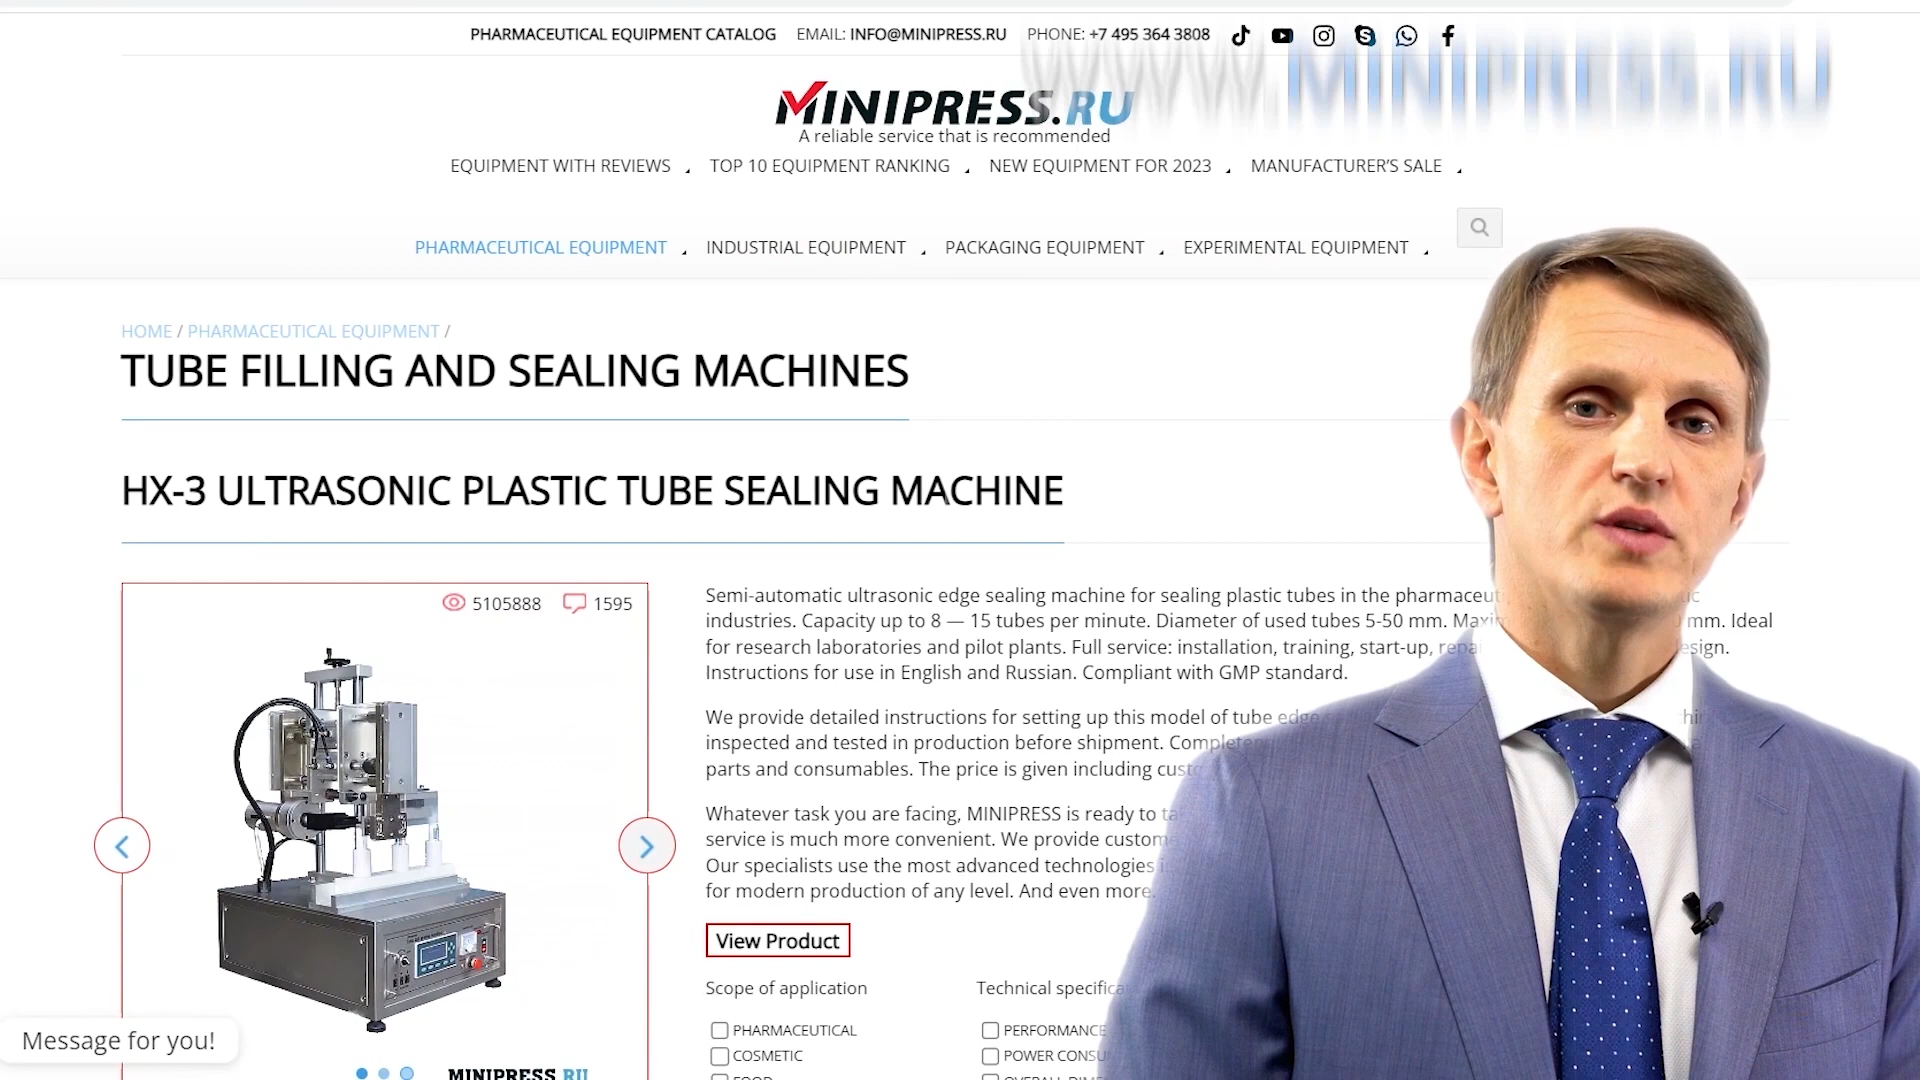 PHARMACEUTICAL EQUIPMENT CATALOG EMAIL: INFO@MINIPRESS.RU PHONE: +7 495 364 3808
WWW.MINIPRESS.RU
MINIPRESS.RU
A reliable service that is recommended
EQUIPMENT WITH REVIEWS TOP 10 EQUIPMENT RANKING NEW EQUIPMENT FOR 2023 MANUFACTURER'S SALE
PHARMACEUTICAL EQUIPMENT INDUSTRIAL EQUIPMENT PACKAGING EQUIPMENT EXPERIMENTAL EQUIPMENT
HOME / PHARMACEUTICAL EQUIPMENT /
TUBE FILLING AND SEALING MACHINES
HX-3 ULTRASONIC PLASTIC TUBE SEALING MACHINE
5105888 1595
Semi-automatic ultrasonic edge sealing machine for sealing plastic tubes in the
industries. Capacity up to 8 — 15 tubes per minute. Diameter of used tubes 5-50 mm. mm. Ideal
for research laboratories and pilot plants. Full service: installation, training, start-up,
Instructions for use in English and Russian. Compliant with GMP standard.
We provide detailed instructions for setting up this model of tube
inspected and tested in production before shipment.
parts and consumables. The price is given including
Whatever task you are facing, MINIPRESS is ready to
service is much more convenient. We provide
Our specialists use the most advanced technologies
for modern production of any level. And even more.
View Product
Scope of application Technical
PHARMACEUTICAL PERFORMANCE
COSMETIC POWER
Message for you!
MINIPRESS.RU